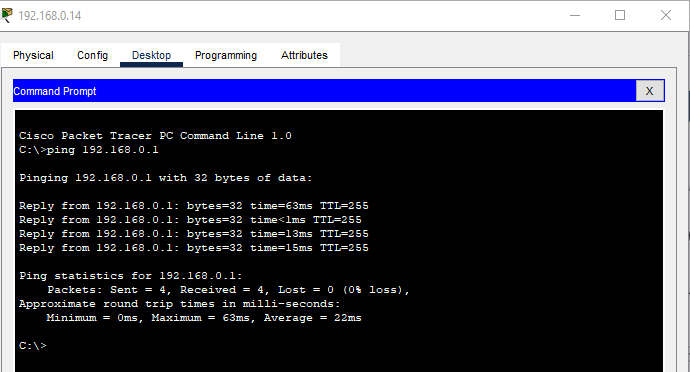 192.168.0.14
Physical Config Desktop Programming Attributes
Command Prompt X
Cisco Packet Tracer PC Command Line 1.0
C:\>ping 192.168.0.1
Pinging 192.168.0.1 with 32 bytes of data:
Reply from 192.168.0.1: bytes=32 time=63ms TTL=255
Reply from 192.168.0.1: bytes=32 time<1ms TTL=255
Reply from 192.168.0.1: bytes=32 time=13ms TTL=255
Reply from 192.168.0.1: bytes=32 time=15ms TTL=255
Ping statistics for 192.168.0.1:
Packets: Sent = 4, Received = 4, Lost = 0 (0% loss),
Approximate round trip times in milli-seconds:
Minimum = 0ms, Maximum = 63ms, Average = 22ms
C:\>